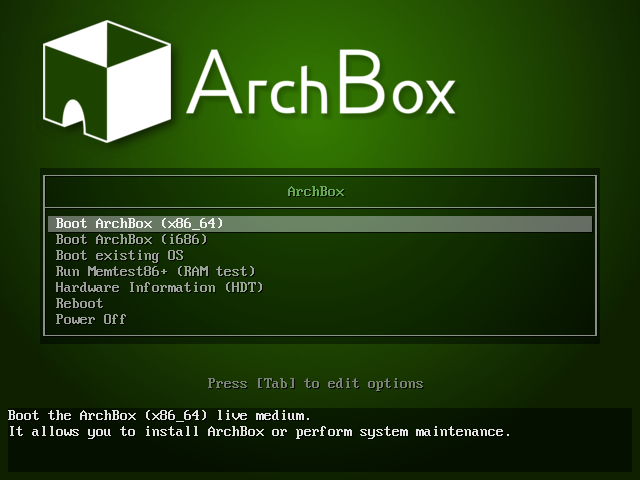 ArchBox
ArchBox
Boot ArchBox (x86_64)
Boot ArchBox (i686)
Boot existing OS
Run Memtest86+ (RAM test)
Hardware Information (HDT)
Reboot
Power Off
Press [Tab] to edit options
Boot the ArchBox (x86_64) live medium.
It allows you to install ArchBox or perform system maintenance.